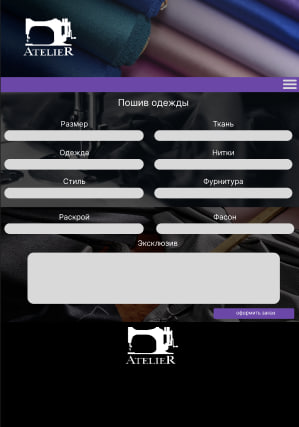 ATELIER
Пошив одежды
Размер Ткань
Одежда Нитки
Стиль Фурнитура
Раскрой Фасон
Эксклюзив
оформить заказ
ATELIER